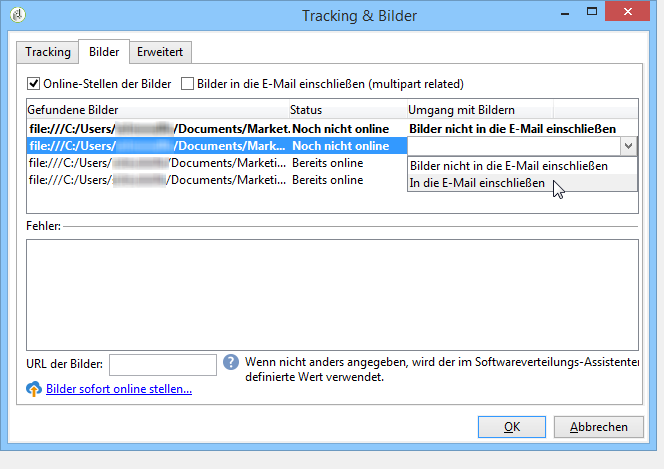 Tracking & Bilder
Tracking Bilder Erweitert
Online-Stellen der Bilder Bilder in die E-Mail einschließen (multipart related)
Gefundene Bilder Status Umgang mit Bildern
file:///C:/Users/ /Documents/Market... Noch nicht online Bilder nicht in die E-Mail einschließen
file:///C:/Users/ /Documents/Mark... Noch nicht online
file:///C:/Users/ /Documents/Marketi... Bereits online Bilder nicht in die E-Mail einschließen
file:///C:/Users/ /Documents/Marketi... Bereits online In die E-Mail einschließen
Fehler:
URL der Bilder: Wenn nicht anders angegeben, wird der im Softwareverteilungs-Assistenten
definierte Wert verwendet.
Bilder sofort online stellen...
OK Abbrechen